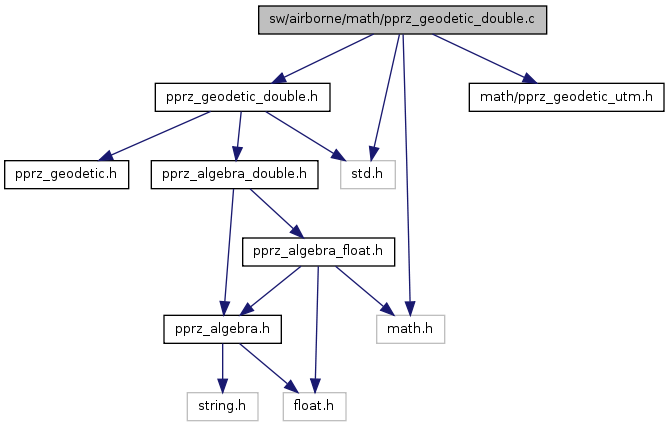 sw/airborne/math/pprz_geodetic_double.c
pprz_geodetic_double.h
math/pprz_geodetic_utm.h
pprz_geodetic.h
pprz_algebra_double.h
std.h
pprz_algebra_float.h
pprz_algebra.h
math.h
string.h
float.h